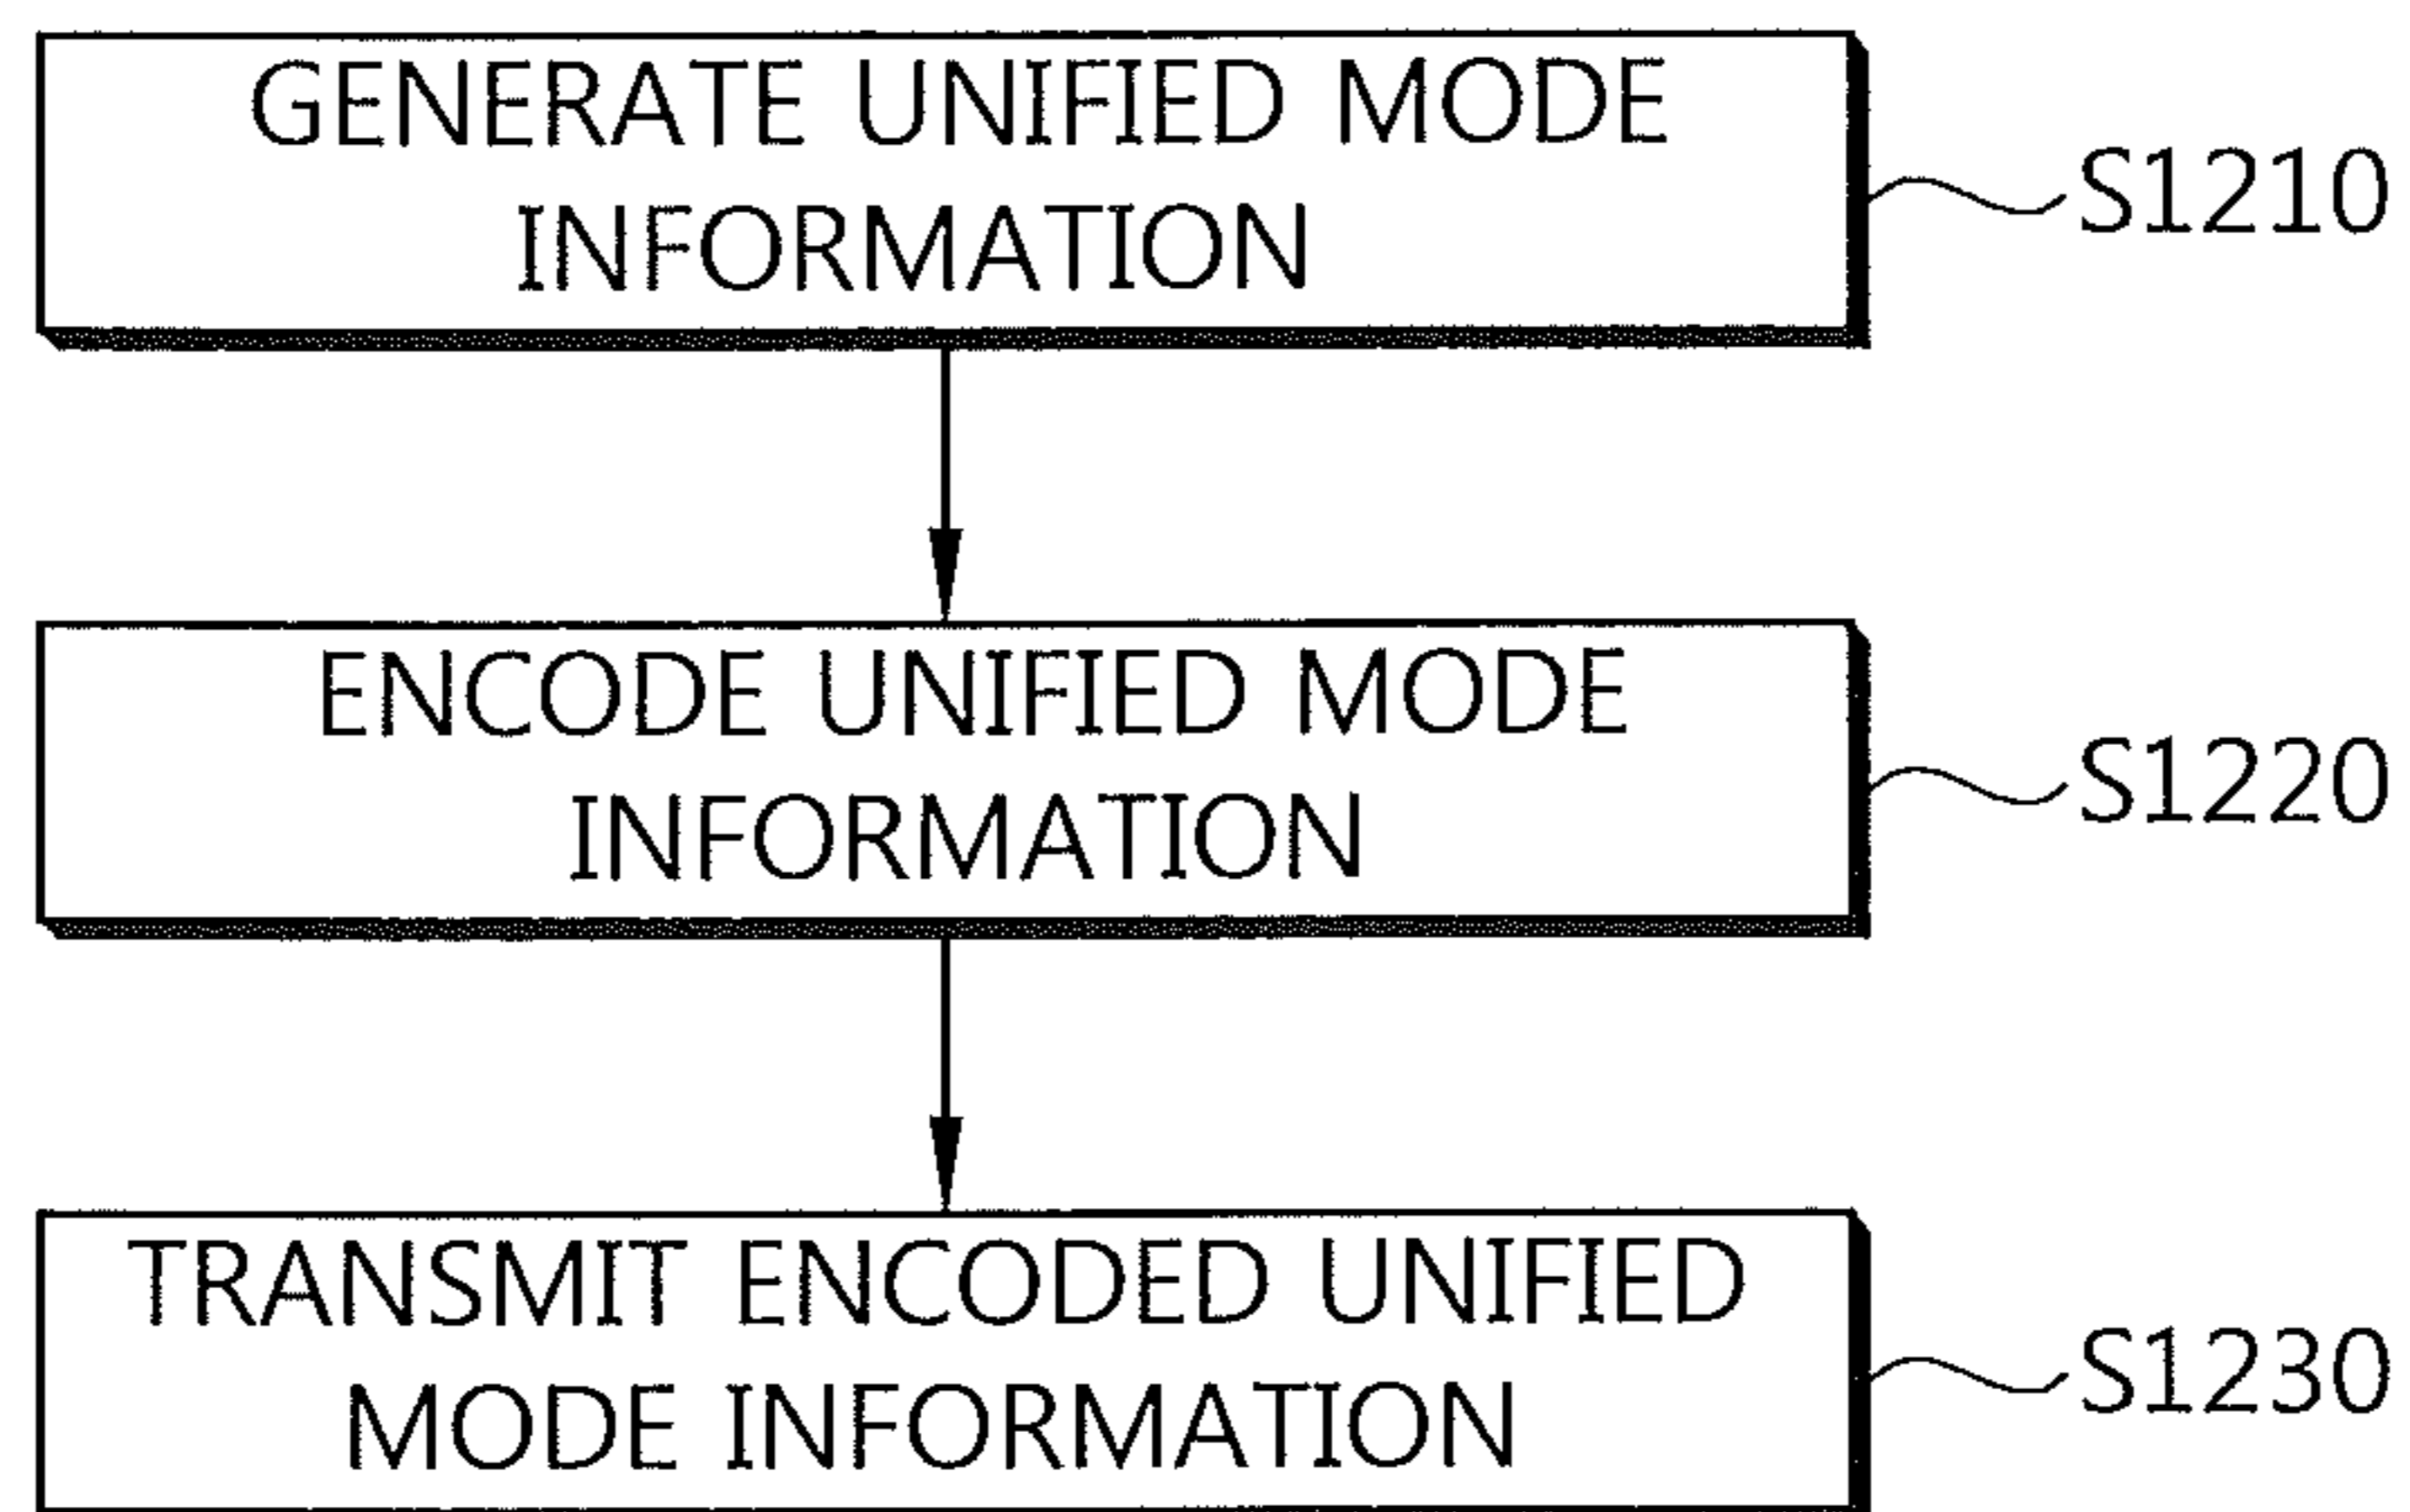 GENERATE UNIFIED MODE
INFORMATION
S1210
ENCODE UNIFIED MODE
INFORMATION
S1220
TRANSMIT ENCODED UNIFIED
MODE INFORMATION
S1230